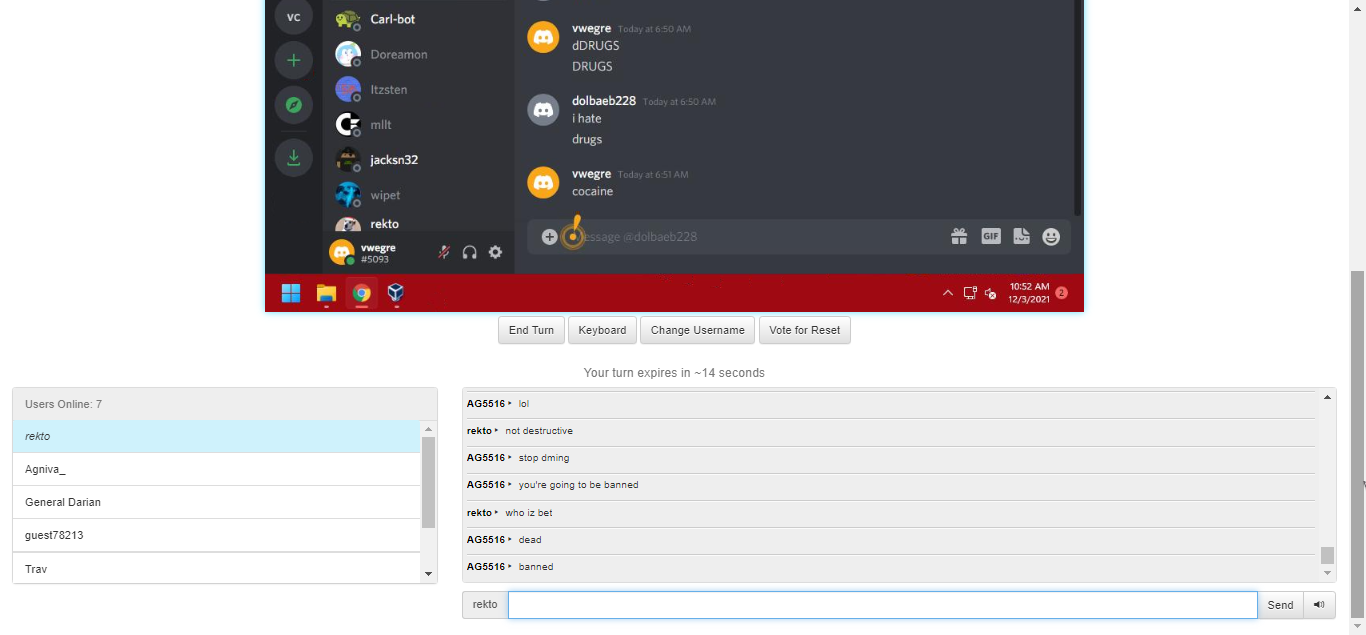 VC
Carl-bot
Doreamon
Itzsten
mllt
jacksn32
wipet
rekto
vwegre
#5093
vwegre Today at 6:50 AM
dDRUGS
DRUGS
dolbaeb228 Today at 6:50 AM
i hate
drugs
vwegre Today at 6:51 AM
cocaine
essage @dolbaeb228
GIF
10:52 AM
12/3/2021
2
End Turn
Keyboard
Change Username
Vote for Reset
Your turn expires in ~14 seconds
Users Online: 7
rekto
Agniva_
General Darian
guest78213
Trav
AG5516 ▸ lol
rekto ▸ not destructive
AG5516 ▸ stop dming
AG5516 ▸ you're going to be banned
rekto ▸ who iz bet
AG5516 ▸ dead
AG5516 ▸ banned
rekto
Send